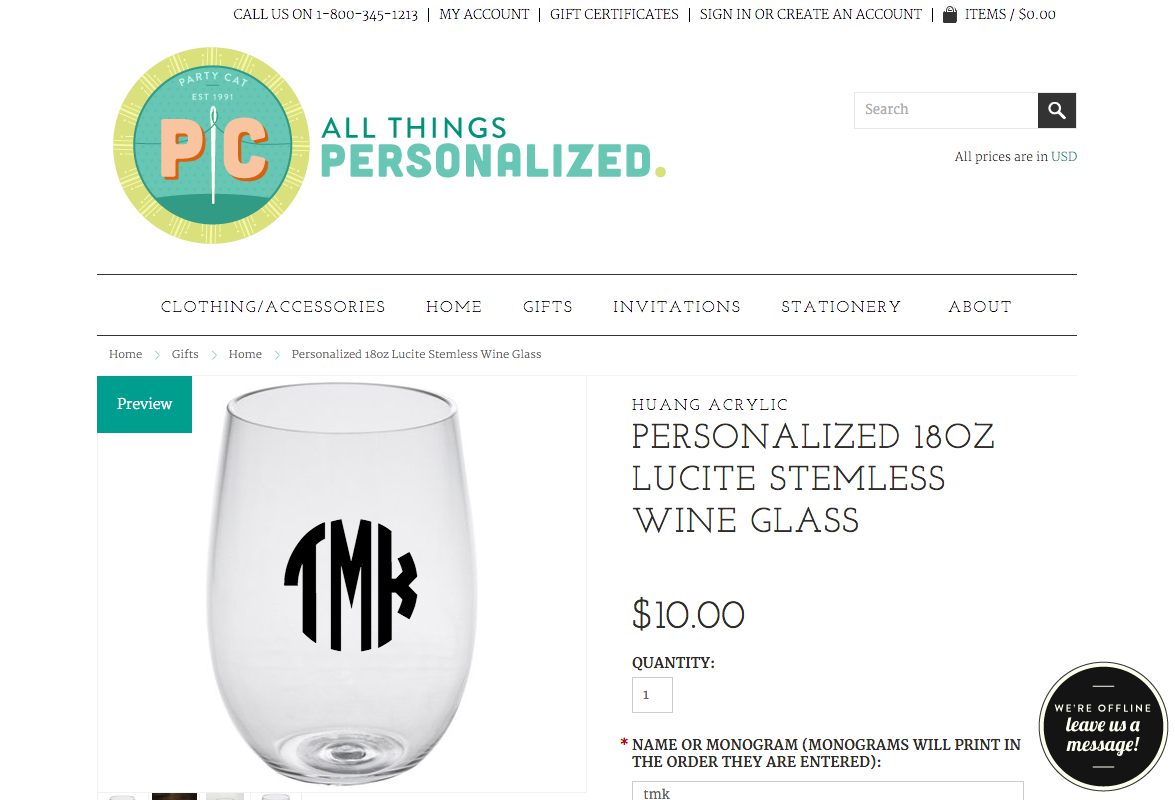 CALL US ON 1-800-345-1213 | MY ACCOUNT | GIFT CERTIFICATES | SIGN IN OR CREATE AN ACCOUNT | ITEMS / $0.00
PARTY CAT
EST 1991
PC
ALL THINGS
PERSONALIZED.
Search
All prices are in USD
CLOTHING/ACCESSORIES HOME GIFTS INVITATIONS STATIONERY ABOUT
Home > Gifts > Home > Personalized 18oz Lucite Stemless Wine Glass
Preview
TMK
HUANG ACRYLIC
PERSONALIZED 18OZ
LUCITE STEMLESS
WINE GLASS
$10.00
QUANTITY:
1
* NAME OR MONOGRAM (MONOGRAMS WILL PRINT IN
THE ORDER THEY ARE ENTERED):
tmk
WE'RE OFFLINE
leave us a
message!